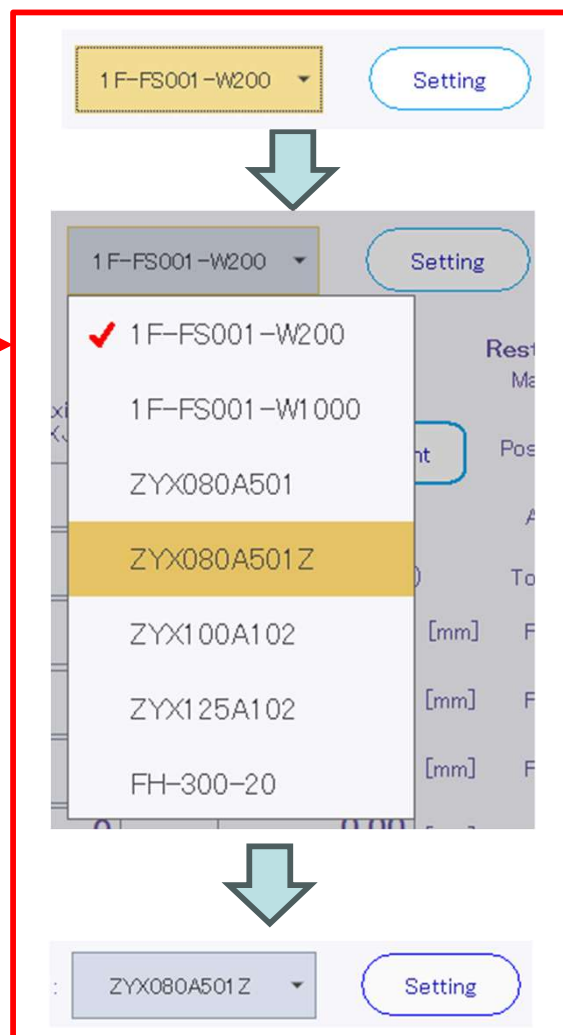 1F-FS001-W200 Setting
1F-FS001-W200 Setting
1F-FS001-W200
1F-FS001-W1000
ZYX080A501
ZYX080A501Z
ZYX100A102
[mm]
ZYX125A102
[mm]
FH-300-20
[mm]
: ZYX080A501Z Setting